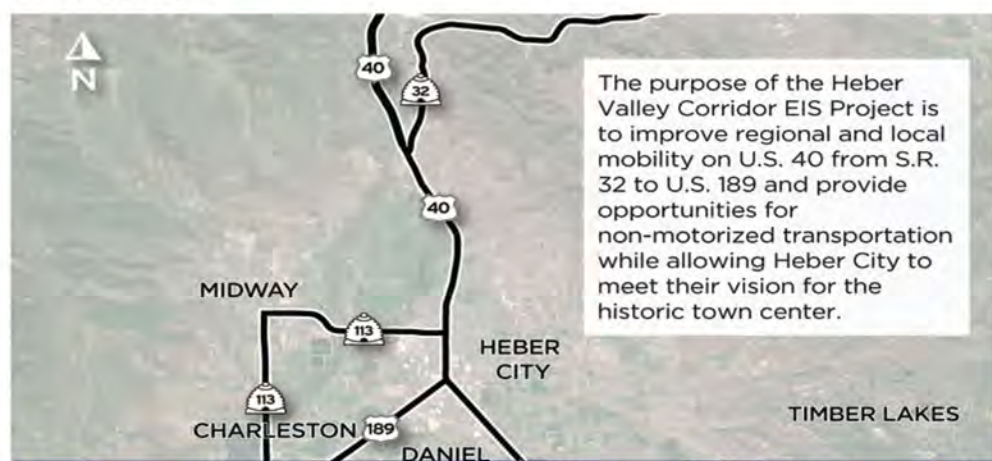 N
40
32
The purpose of the Heber
Valley Corridor EIS Project is
to improve regional and local
mobility on U.S. 40 from S.R.
32 to U.S. 189 and provide
opportunities for
non-motorized transportation
while allowing Heber City to
meet their vision for the
historic town center.
40
MIDWAY
113
HEBER
CITY
113
CHARLESTON
189
DANIEL
TIMBER LAKES